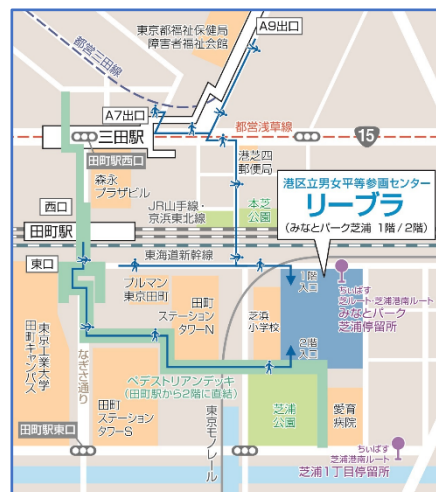 A9出口
東京都福祉保健局
障害者福祉会館
都営三田線
A7出口
三田駅
都営浅草線
15
田町駅西口
港芝四
郵便局
森永
プラザビル
港区立男女平等参画センター
リーブラ
(みなとパーク芝浦 1階/2階)
西口
JR山手線・
京浜東北線
本芝
公園
田町駅
東海道新幹線
東口
1階
入口
ちぃばす
芝ルート・芝浦港南ルート
みなとパーク
芝浦停留所
プルマン
東京田町
田町
ステーション
タワーN
芝浜
小学校
東京工業大学
田町キャンパス
なぎさ通り
2階
入口
ペデストリアンデッキ
(田町駅から2階に直結)
田町
ステーション
タワーS
東京モノレール
芝浦
公園
愛育
病院
田町駅東口
ちぃばす
芝浦港南ルート
芝浦1丁目停留所